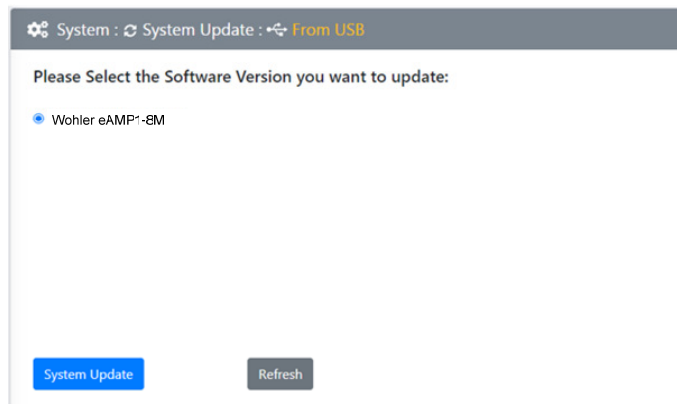 System : System Update : From USB
Please Select the Software Version you want to update:
Wohler eAMP1-8M
System Update
Refresh